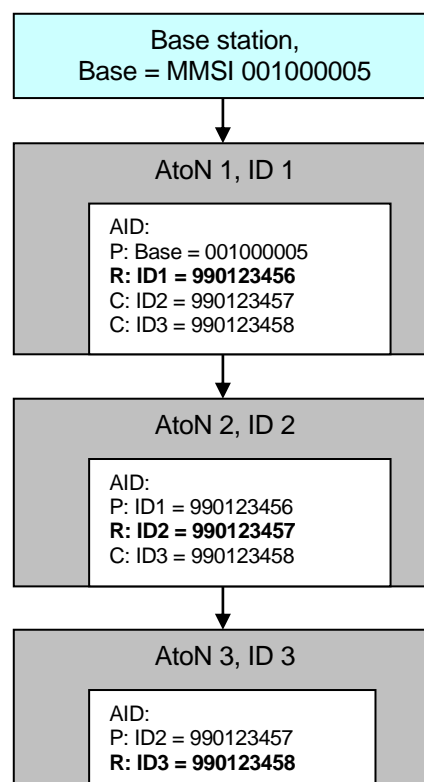 Base station,
Base = MMSI 001000005
AtoN 1, ID 1
AID:
P: Base = 001000005
R: ID1 = 990123456
C: ID2 = 990123457
C: ID3 = 990123458
AtoN 2, ID 2
AID:
P: ID1 = 990123456
R: ID2 = 990123457
C: ID3 = 990123458
AtoN 3, ID 3
AID:
P: ID2 = 990123457
R: ID3 = 990123458